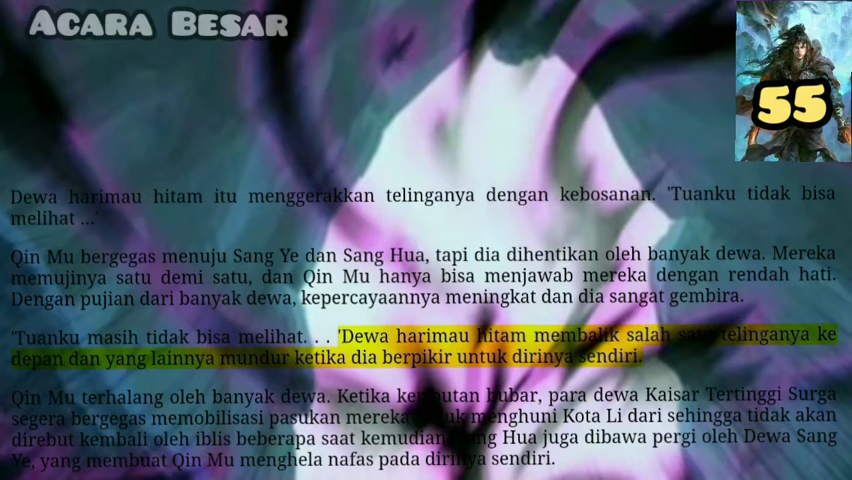 Acara Besar
55
Dewa harimau hitam itu menggerakkan telinganya dengan kebosanan. 'Tuanku tidak bisa
melihat ...'
Qin Mu bergegas menuju Sang Ye dan Sang Hua, tapi dia dihentikan oleh banyak dewa. Mereka
memujinya satu demi satu, dan Qin Mu hanya bisa menjawab mereka dengan rendah hati.
Dengan pujian dari banyak dewa, kepercayaannya meningkat dan dia sangat gembira.
'Tuanku masih tidak bisa melihat. . . 'Dewa harimau hitam membalik salah satu telinganya ke
depan dan yang lainnya mundur ketika dia berpikir untuk dirinya sendiri.
Qin Mu terhalang oleh banyak dewa. Ketika keributan bubar, para dewa Kaisar Tertinggi Surga
segera bergegas memobilisasi pasukan mereka untuk menghuni Kota Li dari sehingga tidak akan
direbut kembali oleh iblis beberapa saat kemudian. Sang Hua juga dibawa pergi oleh Dewa Sang
Ye, yang membuat Qin Mu menghela nafas pada dirinya sendiri.